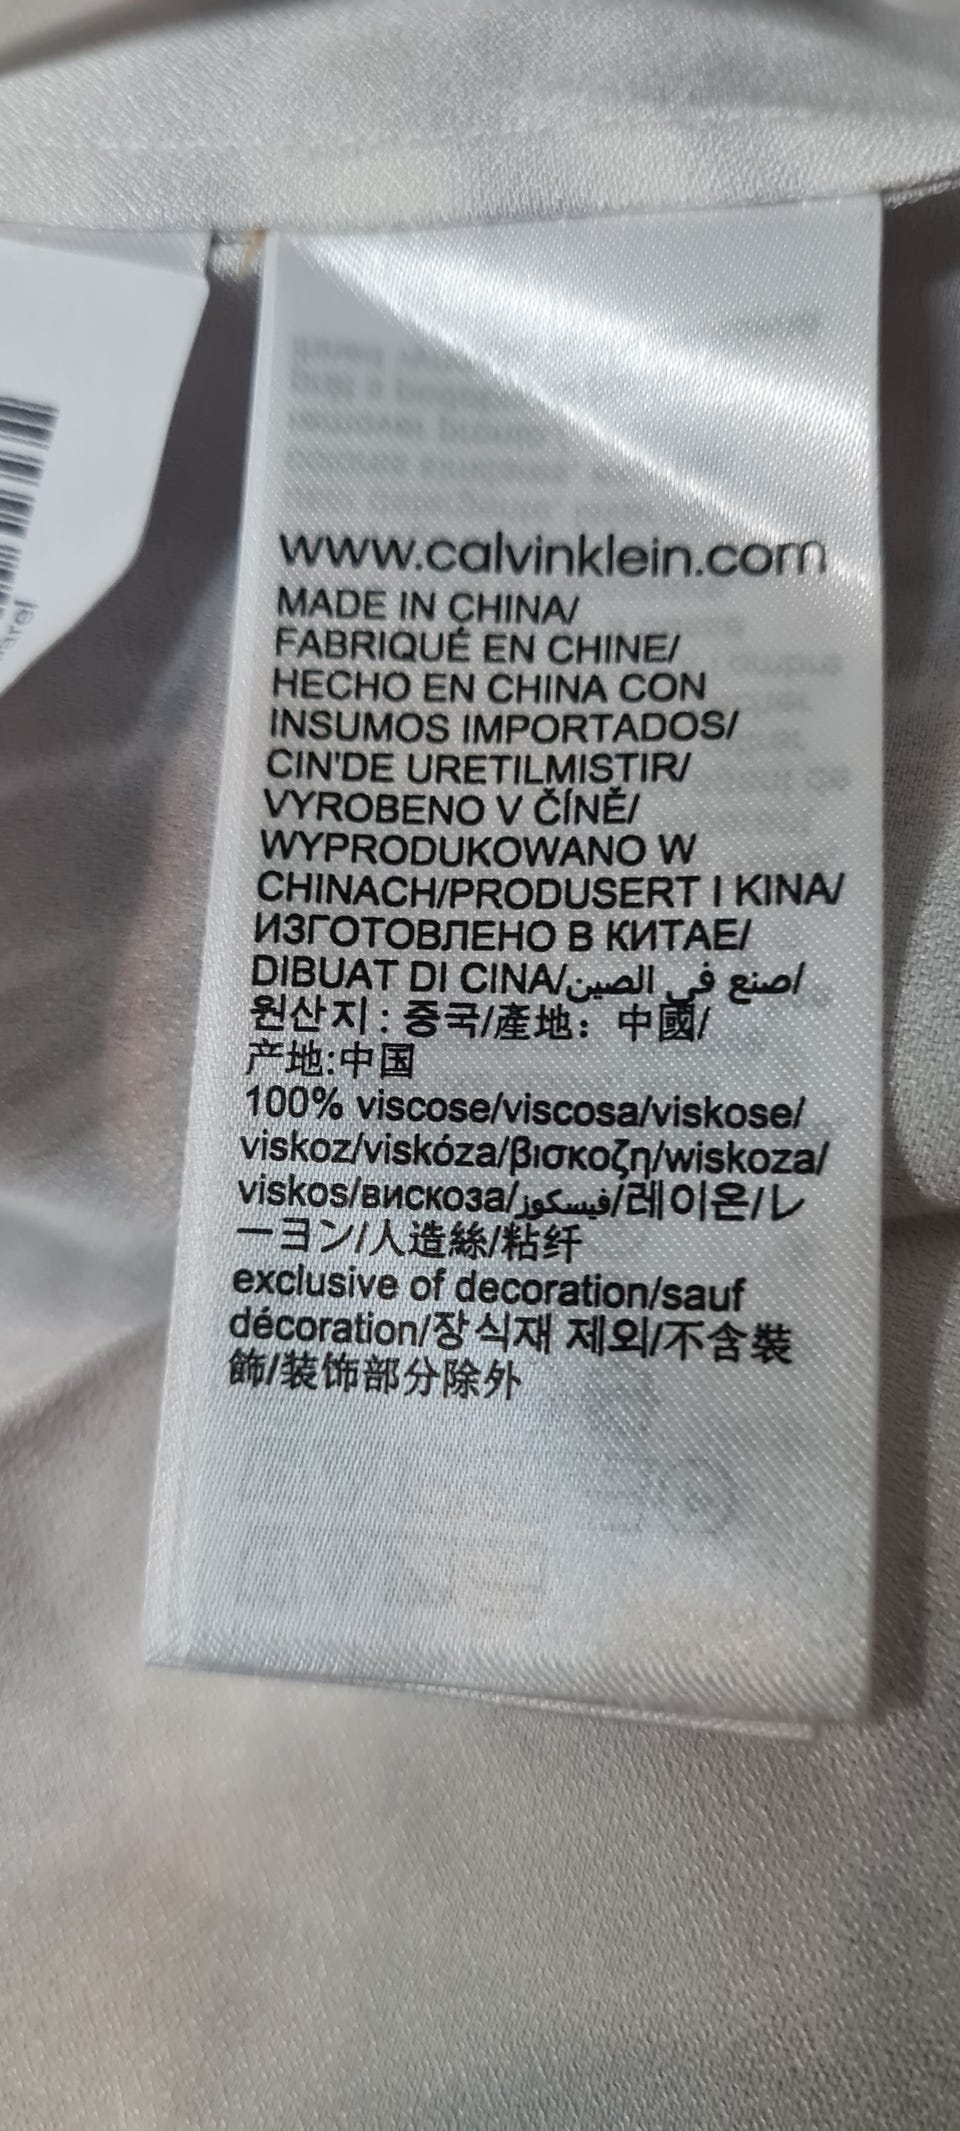 www.calvinklein.com
MADE IN CHINA/
FABRIQUÉ EN CHINE/
HECHO EN CHINA CON
INSUMOS IMPORTADOS/
CIN'DE URETILMISTIR/
VYROBENO V ČÍNĚ/
WYPRODUKOWANO W
CHINACH/PRODUSERT I KINA/
ИЗГОТОВЛЕНО В КИТАЕ/
DIBUAT DI CINA/صنع في الصين/
원산지: 중국/產地：中國/
产地:中国
100% viscose/viscosa/viskose/
viskoz/viskóza/βισκοζη/wiskoza/
viskos/вискоза/فيسكوز/레이온/レ
ーヨン/人造絲/粘纤
exclusive of decoration/sauf
décoration/장식재 제외/不含裝
飾/装饰部分除外